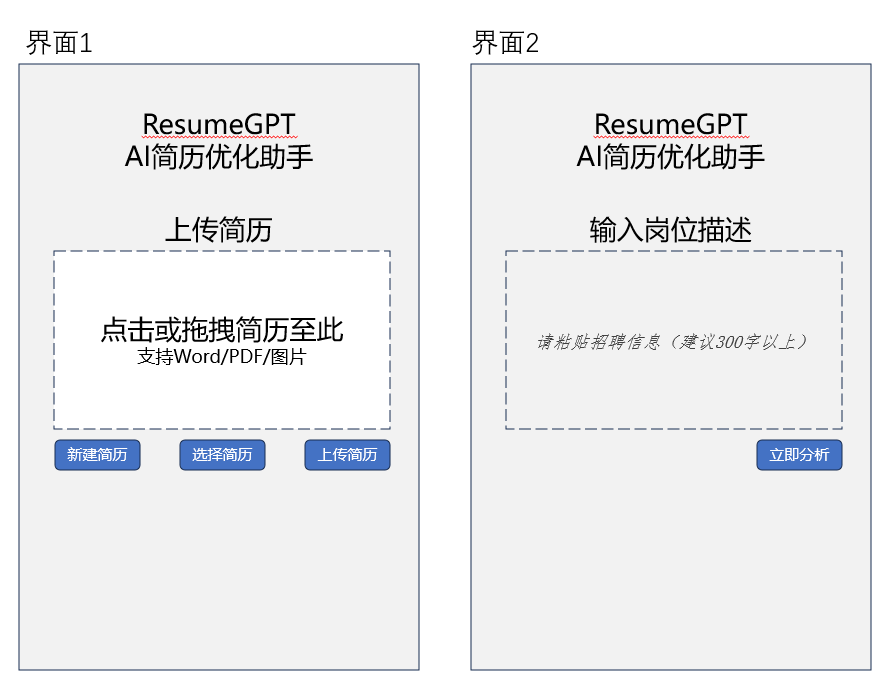 界面1
ResumeGPT
AI简历优化助手
上传简历
点击或拖拽简历至此
支持Word/PDF/图片
新建简历
选择简历
上传简历
界面2
ResumeGPT
AI简历优化助手
输入岗位描述
请粘贴招聘信息（建议300字以上）
立即分析